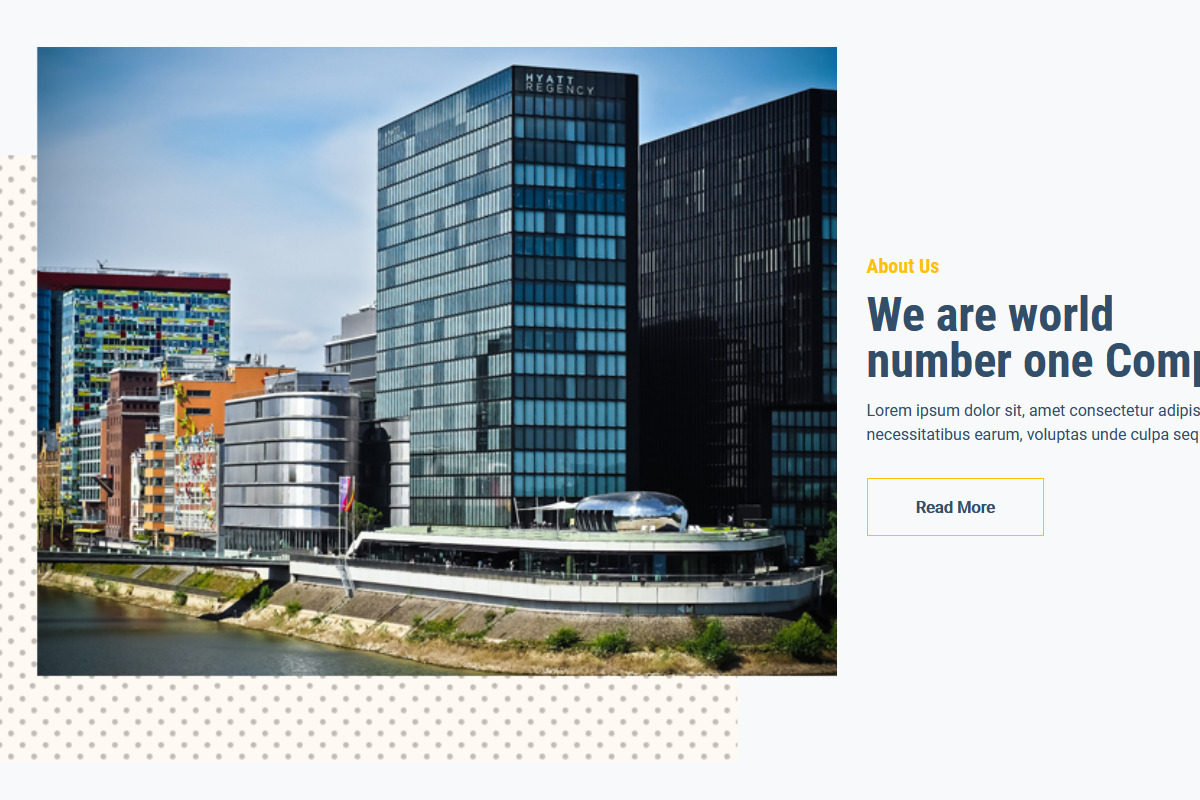 HYATT
REGENCY
About Us
We are world
number one Comp
Lorem ipsum dolor sit, amet consectetur adipis
necessitatibus earum, voluptas unde culpa seq
Read More